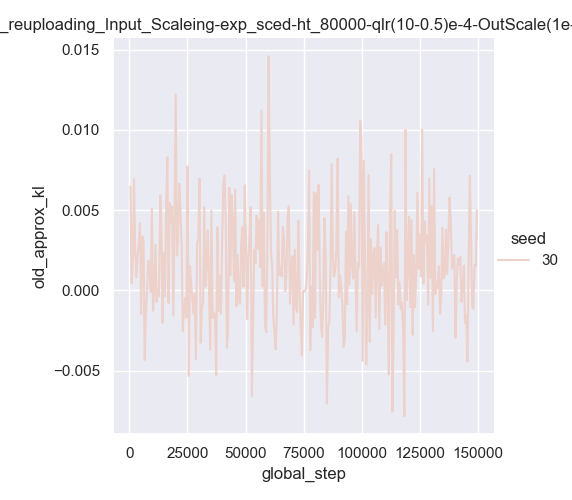 _reuploading_Input_Scaleing-exp_sced-ht_80000-qlr(10-0.5)e-4-OutScale(1e-
0.015
0.010
0.005
0.000
−0.005
old_approx_kl
0 25000 50000 75000 100000 125000 150000
global_step
seed
30